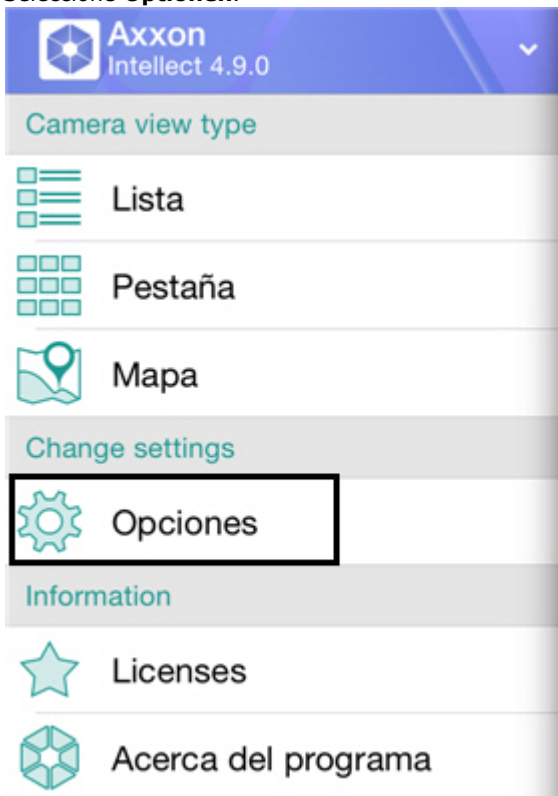 Axxon
Intellect 4.9.0
Camera view type
Lista
Pestaña
Mapa
Change settings
Opciones
Information
Licenses
Acerca del programa